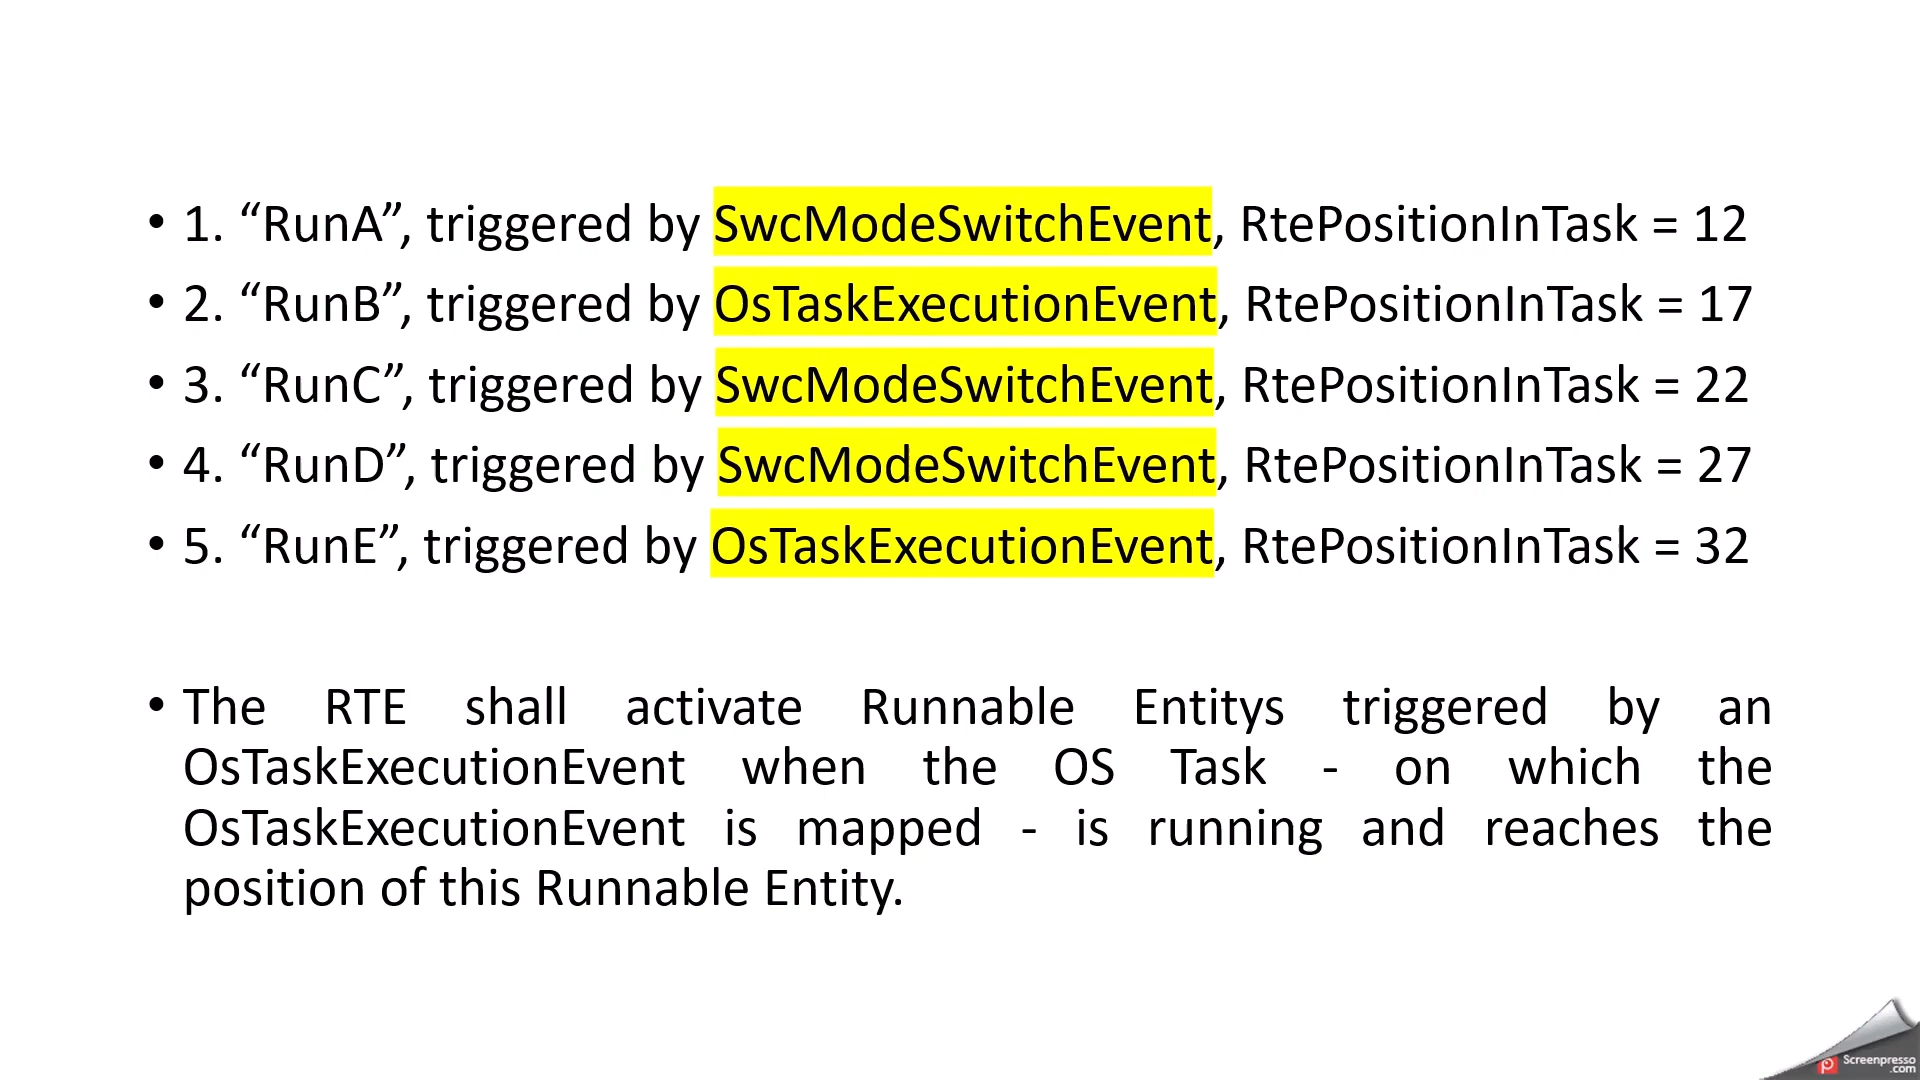 • 1. “RunA”, triggered by SwcModeSwitchEvent, RtePositionInTask = 12
• 2. “RunB”, triggered by OsTaskExecutionEvent, RtePositionInTask = 17
• 3. “RunC”, triggered by SwcModeSwitchEvent, RtePositionInTask = 22
• 4. “RunD”, triggered by SwcModeSwitchEvent, RtePositionInTask = 27
• 5. “RunE”, triggered by OsTaskExecutionEvent, RtePositionInTask = 32
• The RTE shall activate Runnable Entitys triggered by an
OsTaskExecutionEvent when the OS Task - on which the
OsTaskExecutionEvent is mapped - is running and reaches the
position of this Runnable Entity.
Screenpresso
.com